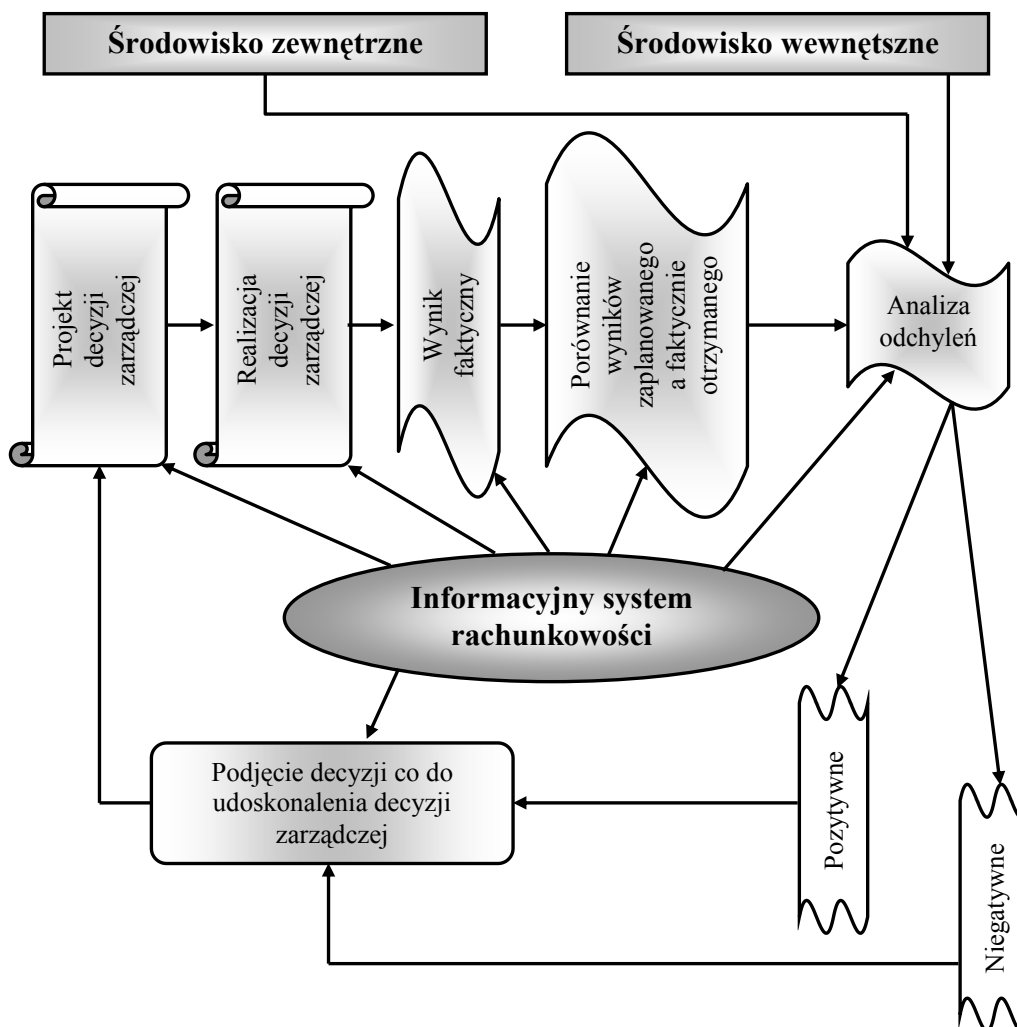 Środowisko zewnętrzne
Środowisko wewnętszne
Projekt
decyzji
zarządczej
Realizacja
decyzji
zarządczej
Wynik
faktyczny
Porównanie
wyników
zaplanowanego
a faktycznie
otrzymanego
Analiza
odchyleń
Informacyjny system
rachunkowości
Podjęcie decyzji co do
udoskonalenia decyzji
zarządczej
Pozytywne
Niegatywne